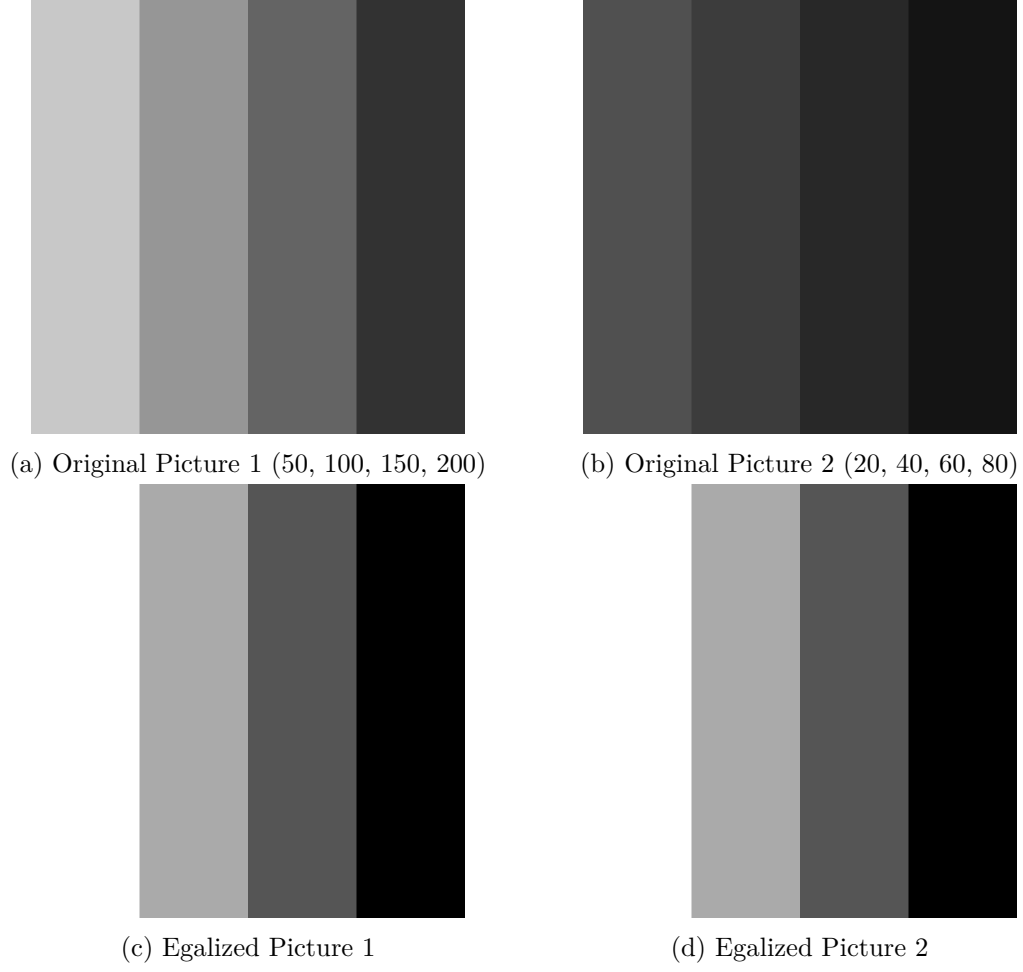 (a) Original Picture 1 (50, 100, 150, 200)
(b) Original Picture 2 (20, 40, 60, 80)
(c) Egalized Picture 1
(d) Egalized Picture 2